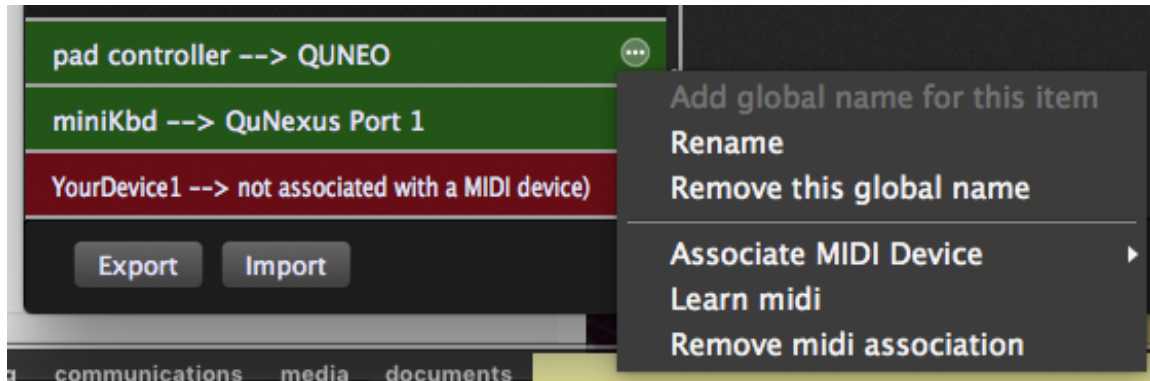 pad controller --> QUNEO
miniKbd --> QuNexus Port 1
YourDevice1 --> not associated with a MIDI device)
Export Import
Add global name for this item
Rename
Remove this global name
Associate MIDI Device
Learn midi
Remove midi association
communications media documents